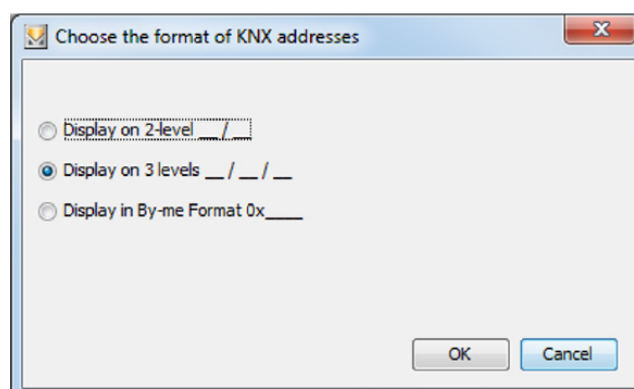 Choose the format of KNX addresses
Display on 2-level __ / __
Display on 3 levels __ / __ / __
Display in By-me Format 0x____
OK
Cancel